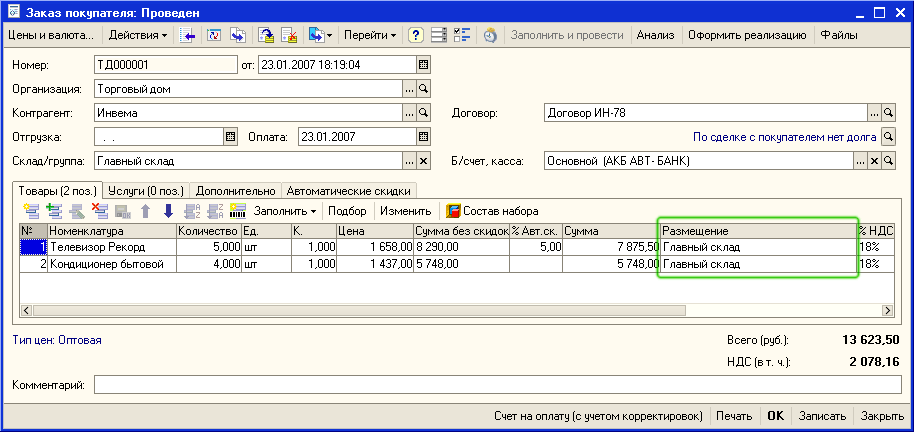 Заказ покупателя: Проведен
Цены и валюта... Действия Перейти Заполнить и провести Анализ Оформить реализацию Файлы
Номер: ТД000001 от: 23.01.2007 18:19:04
Организация: Торговый дом
Контрагент: Инвема Договор: Договор ИН-78
Отгрузка: . . Оплата: 23.01.2007 По сделке с покупателем нет долга
Склад/группа: Главный склад Б/счет, касса: Основной (АКБ АВТ- БАНК)
Товары (2 поз.) Услуги (0 поз.) Дополнительно Автоматические скидки
Заполнить Подбор Изменить Состав набора
№ Номенклатура Количество Ед. К. Цена Сумма без скидок % Авт.ск. Сумма Размещение % НДС
1 Телевизор Рекорд 5,000 шт 1,000 1 658,00 8 290,00 5,00 7 875,50 Главный склад 18%
2 Кондиционер бытовой 4,000 шт 1,000 1 437,00 5 748,00 5 748,00 Главный склад 18%
Тип цен: Оптовая Всего (руб.): 13 623,50
НДС (в т. ч.): 2 078,16
Комментарий:
Счет на оплату (с учетом корректировок) Печать OK Записать Закрыть